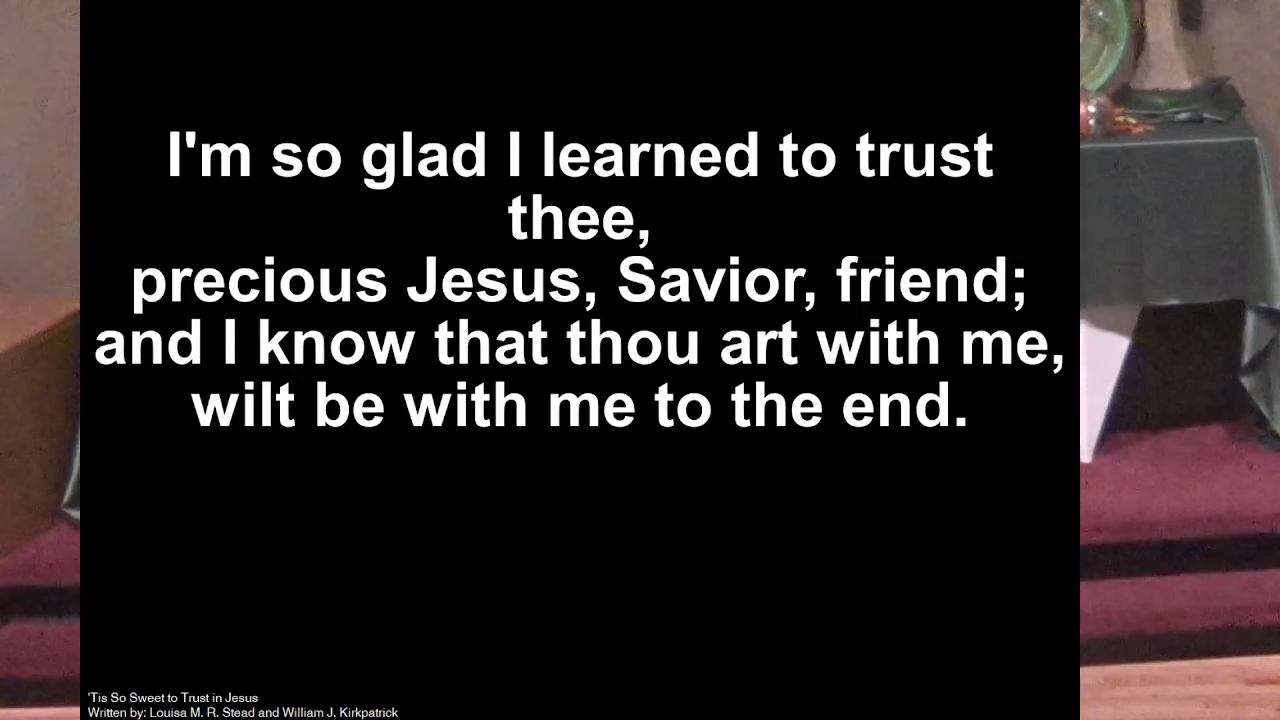 I'm so glad I learned to trust
thee,
precious Jesus, Savior, friend;
and I know that thou art with me,
wilt be with me to the end.
'Tis So Sweet to Trust in Jesus
Written by: Louisa M. R. Stead and William J. Kirkpatrick